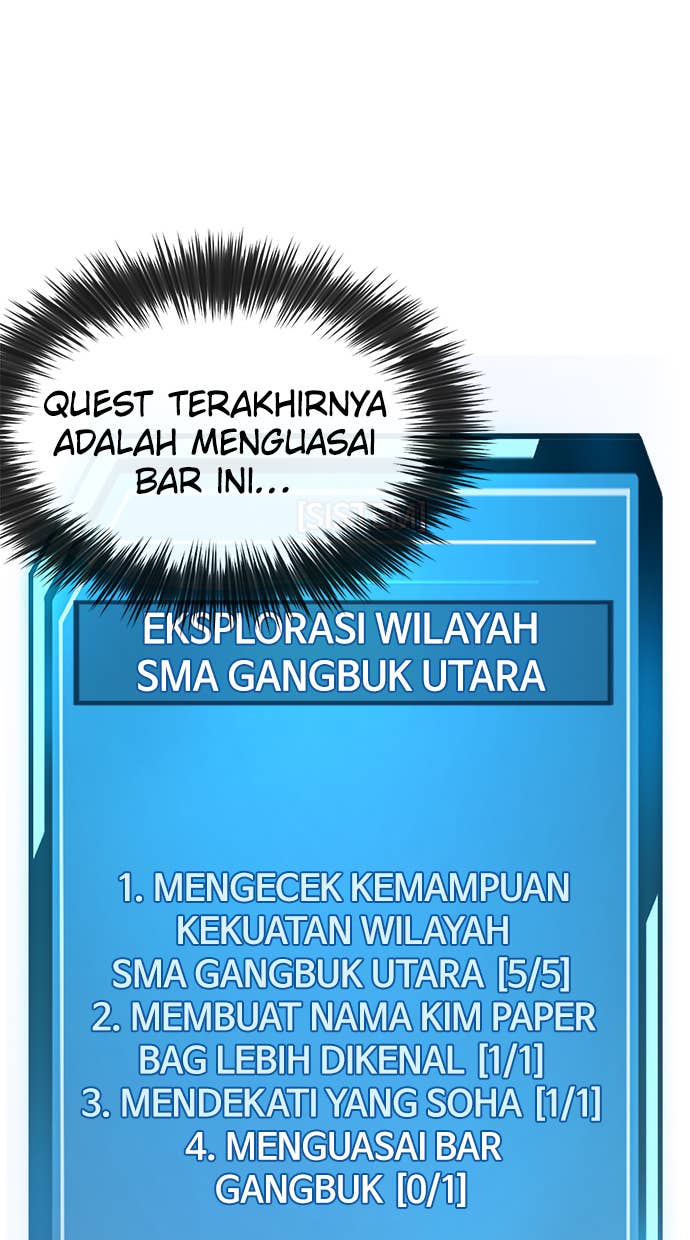 QUEST TERAKHIRNYA
ADALAH MENGUASAI
BAR INI...
[SISTEM]
EKSPLORASI WILAYAH
SMA GANGBUK UTARA
1. MENGECEK KEMAMPUAN
KEKUATAN WILAYAH
SMA GANGBUK UTARA [5/5]
2. MEMBUAT NAMA KIM PAPER
BAG LEBIH DIKENAL [1/1]
3. MENDEKATI YANG SOHA [1/1]
4. MENGUASAI BAR
GANGBUK [0/1]